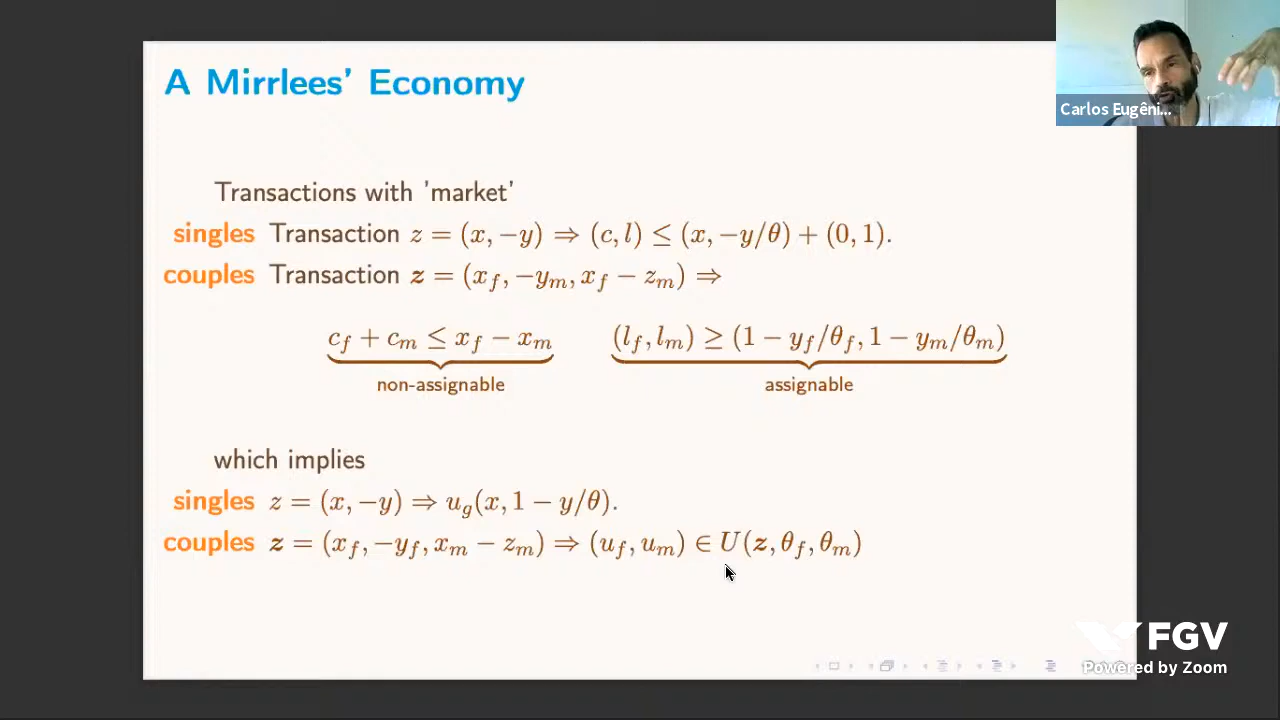 A Mirrlees' Economy
Carlos Eugêni...
Transactions with 'market'
singles Transaction z = (x, −y) ⇒ (c, l) ≤ (x, −y/θ) + (0, 1).
couples Transaction z = (x_f, −y_m, x_f − z_m) ⇒
c_f + c_m ≤ x_f − x_m (l_f, l_m) ≥ (1 − y_f/θ_f, 1 − y_m/θ_m)
non-assignable assignable
which implies
singles z = (x, −y) ⇒ u_g(x, 1 − y/θ).
couples z = (x_f, −y_f, x_m − z_m) ⇒ (u_f, u_m) ∈ U(z, θ_f, θ_m)
FGV
Powered by Zoom